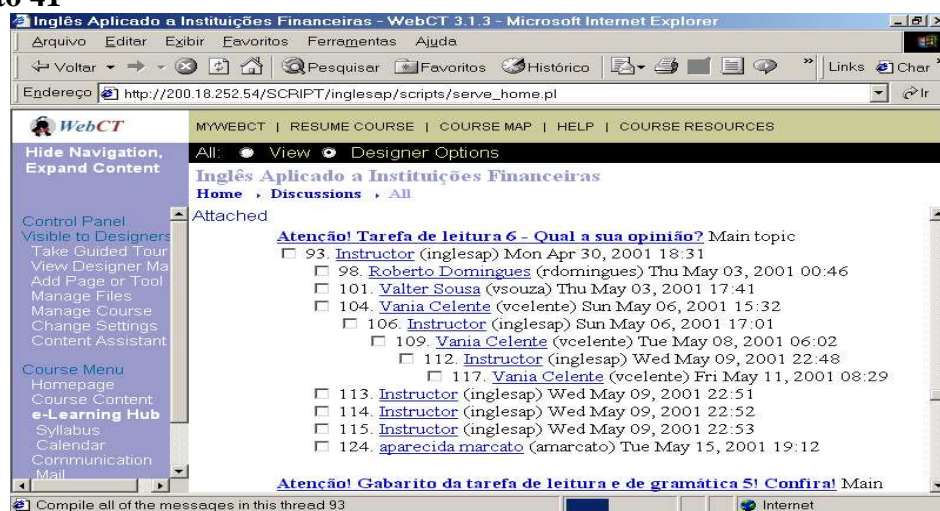 to 41
Inglês Aplicado a Instituições Financeiras - WebCT 3.1.3 - Microsoft Internet Explorer
Arquivo Editar Exibir Favoritos Ferramentas Ajuda
Voltar Pesquisar Favoritos Histórico » Links Char »
Endereço http://200.18.252.54/SCRIPT/inglesap/scripts/serve_home.pl Ir
WebCT
MYWEBCT | RESUME COURSE | COURSE MAP | HELP | COURSE RESOURCES
Hide Navigation,
Expand Content
Control Panel
Visible to Designers
Take Guided Tour
View Designer Ma
Add Page or Tool
Manage Files
Manage Course
Change Settings
Content Assistant
Course Menu
Homepage
Course Content
e-Learning Hub
Syllabus
Calendar
Communication
Mail
All: View Designer Options
Inglês Aplicado a Instituições Financeiras
Home › Discussions › All
Attached
Atenção! Tarefa de leitura 6 - Qual a sua opinião? Main topic
93. Instructor (inglesap) Mon Apr 30, 2001 18:31
98. Roberto Domingues (rdomingues) Thu May 03, 2001 00:46
101. Valter Sousa (vsouza) Thu May 03, 2001 17:41
104. Vania Celente (vcelente) Sun May 06, 2001 15:32
106. Instructor (inglesap) Sun May 06, 2001 17:01
109. Vania Celente (vcelente) Tue May 08, 2001 06:02
112. Instructor (inglesap) Wed May 09, 2001 22:48
117. Vania Celente (vcelente) Fri May 11, 2001 08:29
113. Instructor (inglesap) Wed May 09, 2001 22:51
114. Instructor (inglesap) Wed May 09, 2001 22:52
115. Instructor (inglesap) Wed May 09, 2001 22:53
124. aparecida marcato (amarcato) Tue May 15, 2001 19:12
Atenção! Gabarito da tarefa de leitura e de gramática 5! Confira! Main
Compile all of the messages in this thread 93
Internet